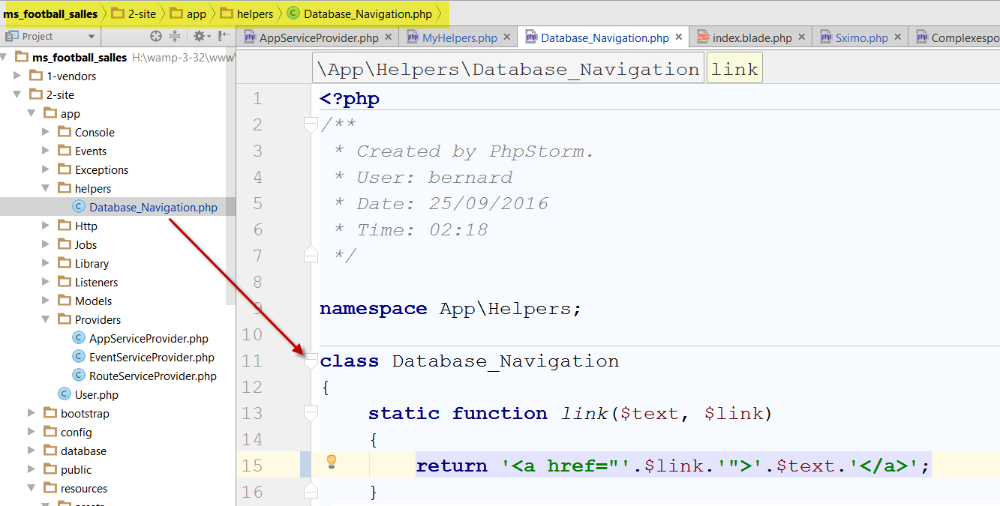 ms_football_salles 2-site app helpers Database_Navigation.php
Project
AppServiceProvider.php MyHelpers.php Database_Navigation.php index.blade.php Sximo.php Complexespo
ms_football_salles H:\wamp-3-32\www\
1-vendors
2-site
app
Console
Events
Exceptions
helpers
Database_Navigation.php
Http
Jobs
Library
Listeners
Models
Providers
AppServiceProvider.php
EventServiceProvider.php
RouteServiceProvider.php
User.php
bootstrap
config
database
public
resources
assets
\App\Helpers\Database_Navigation link
1 <?php
2 /**
3 * Created by PhpStorm.
4 * User: bernard
5 * Date: 25/09/2016
6 * Time: 02:18
7 */
8
9 namespace App\Helpers;
10
11 class Database_Navigation
12 {
13 static function link($text, $link)
14 {
15 return '<a href="'.$link.'">'.$text.'</a>';
16 }